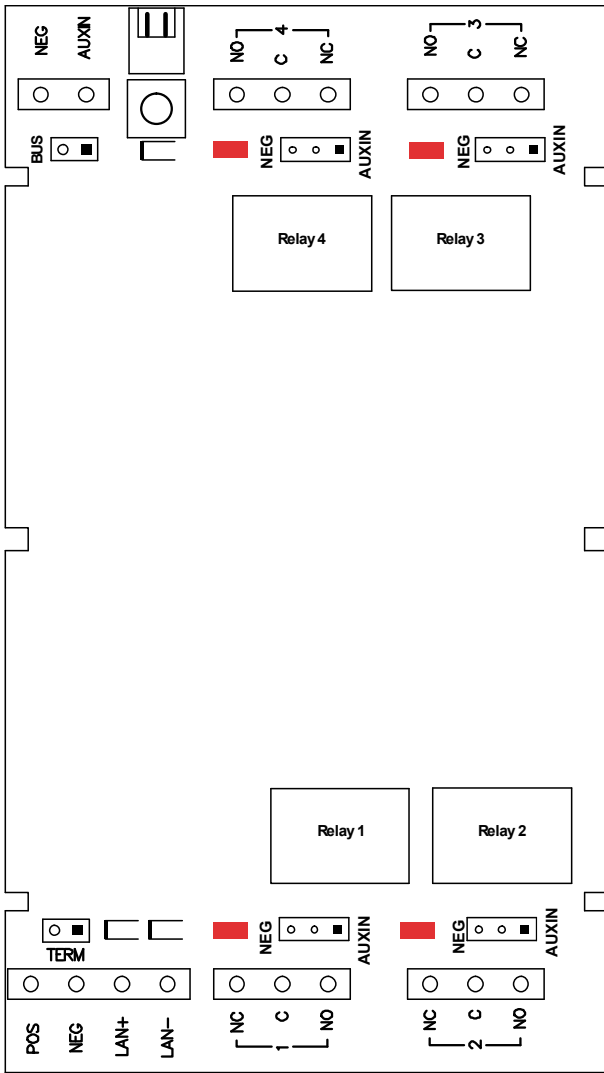 NEG
AUXIN
NO
C
NC
4
NO
C
NC
3
BUS
NEG
AUXIN
NEG
AUXIN
Relay 4
Relay 3
Relay 1
Relay 2
TERM
NEG
AUXIN
NEG
AUXIN
POS
NEG
LAN+
LAN−
NC
C
NO
1
NC
C
NO
2